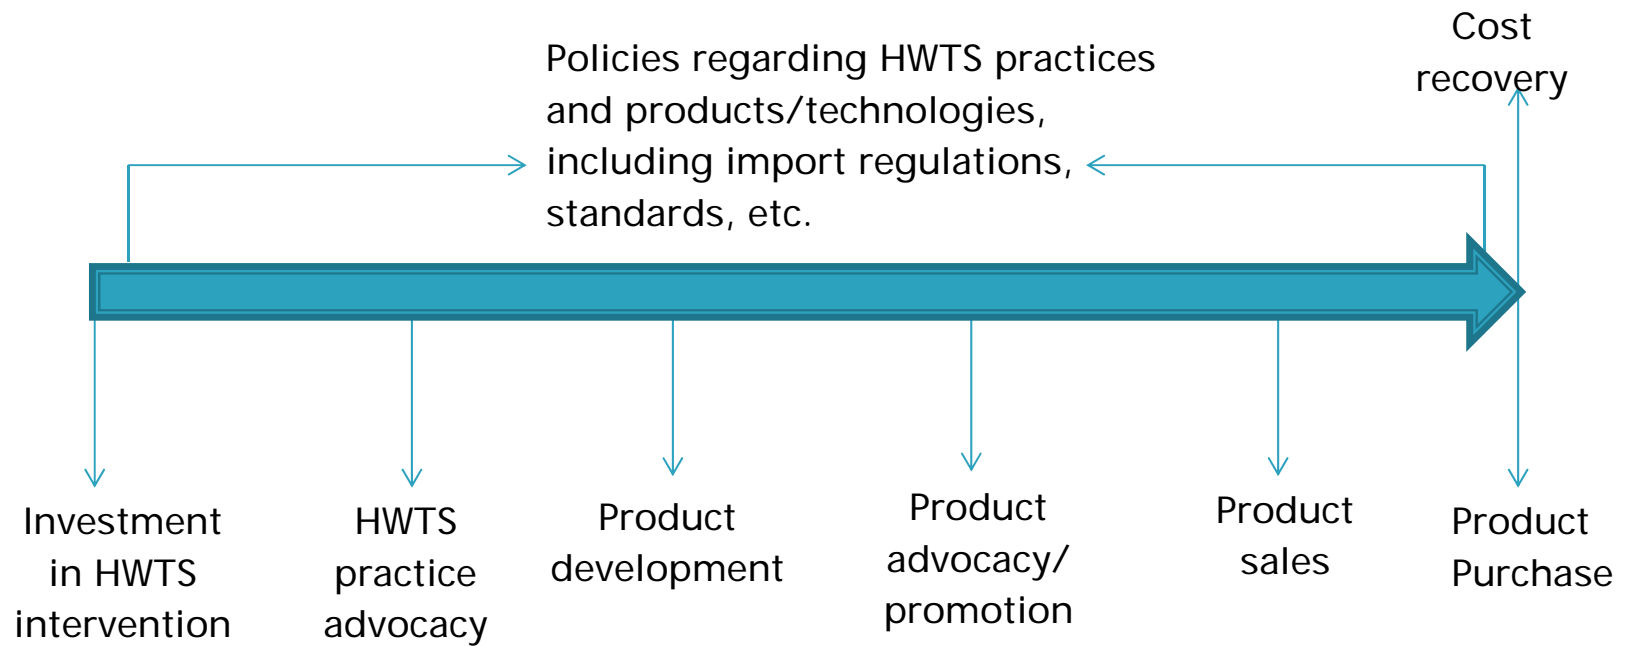 Cost
recovery
Policies regarding HWTS practices
and products/technologies,
including import regulations,
standards, etc.
Investment
in HWTS
intervention
HWTS
practice
advocacy
Product
development
Product
advocacy/
promotion
Product
sales
Product
Purchase